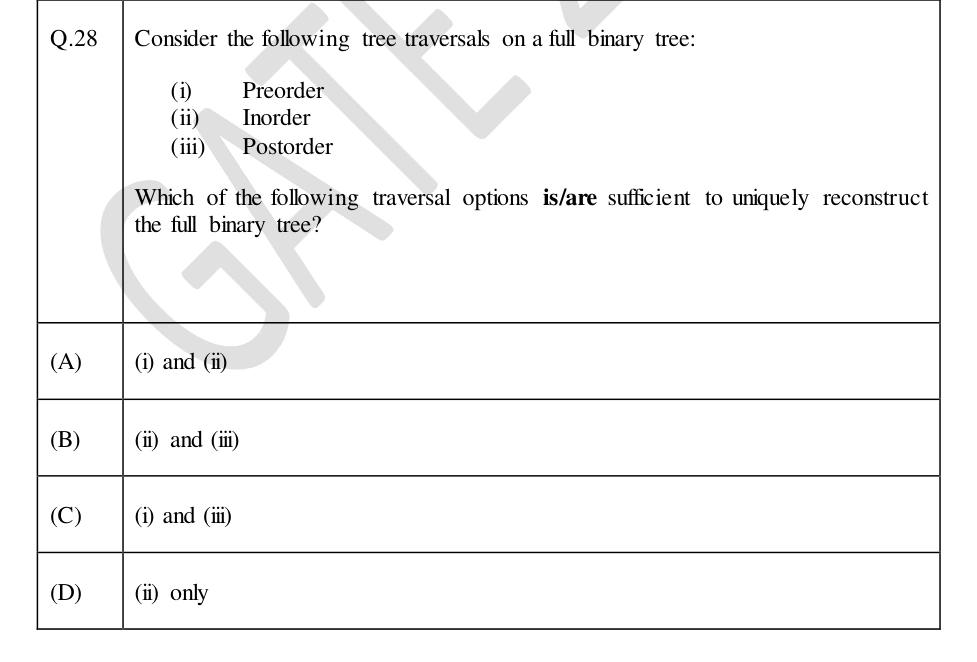 Q.28 Consider the following tree traversals on a full binary tree:
(i) Preorder
(ii) Inorder
(iii) Postorder
Which of the following traversal options is/are sufficient to uniquely reconstruct
the full binary tree?
(A) (i) and (ii)
(B) (ii) and (iii)
(C) (i) and (iii)
(D) (ii) only
GATE